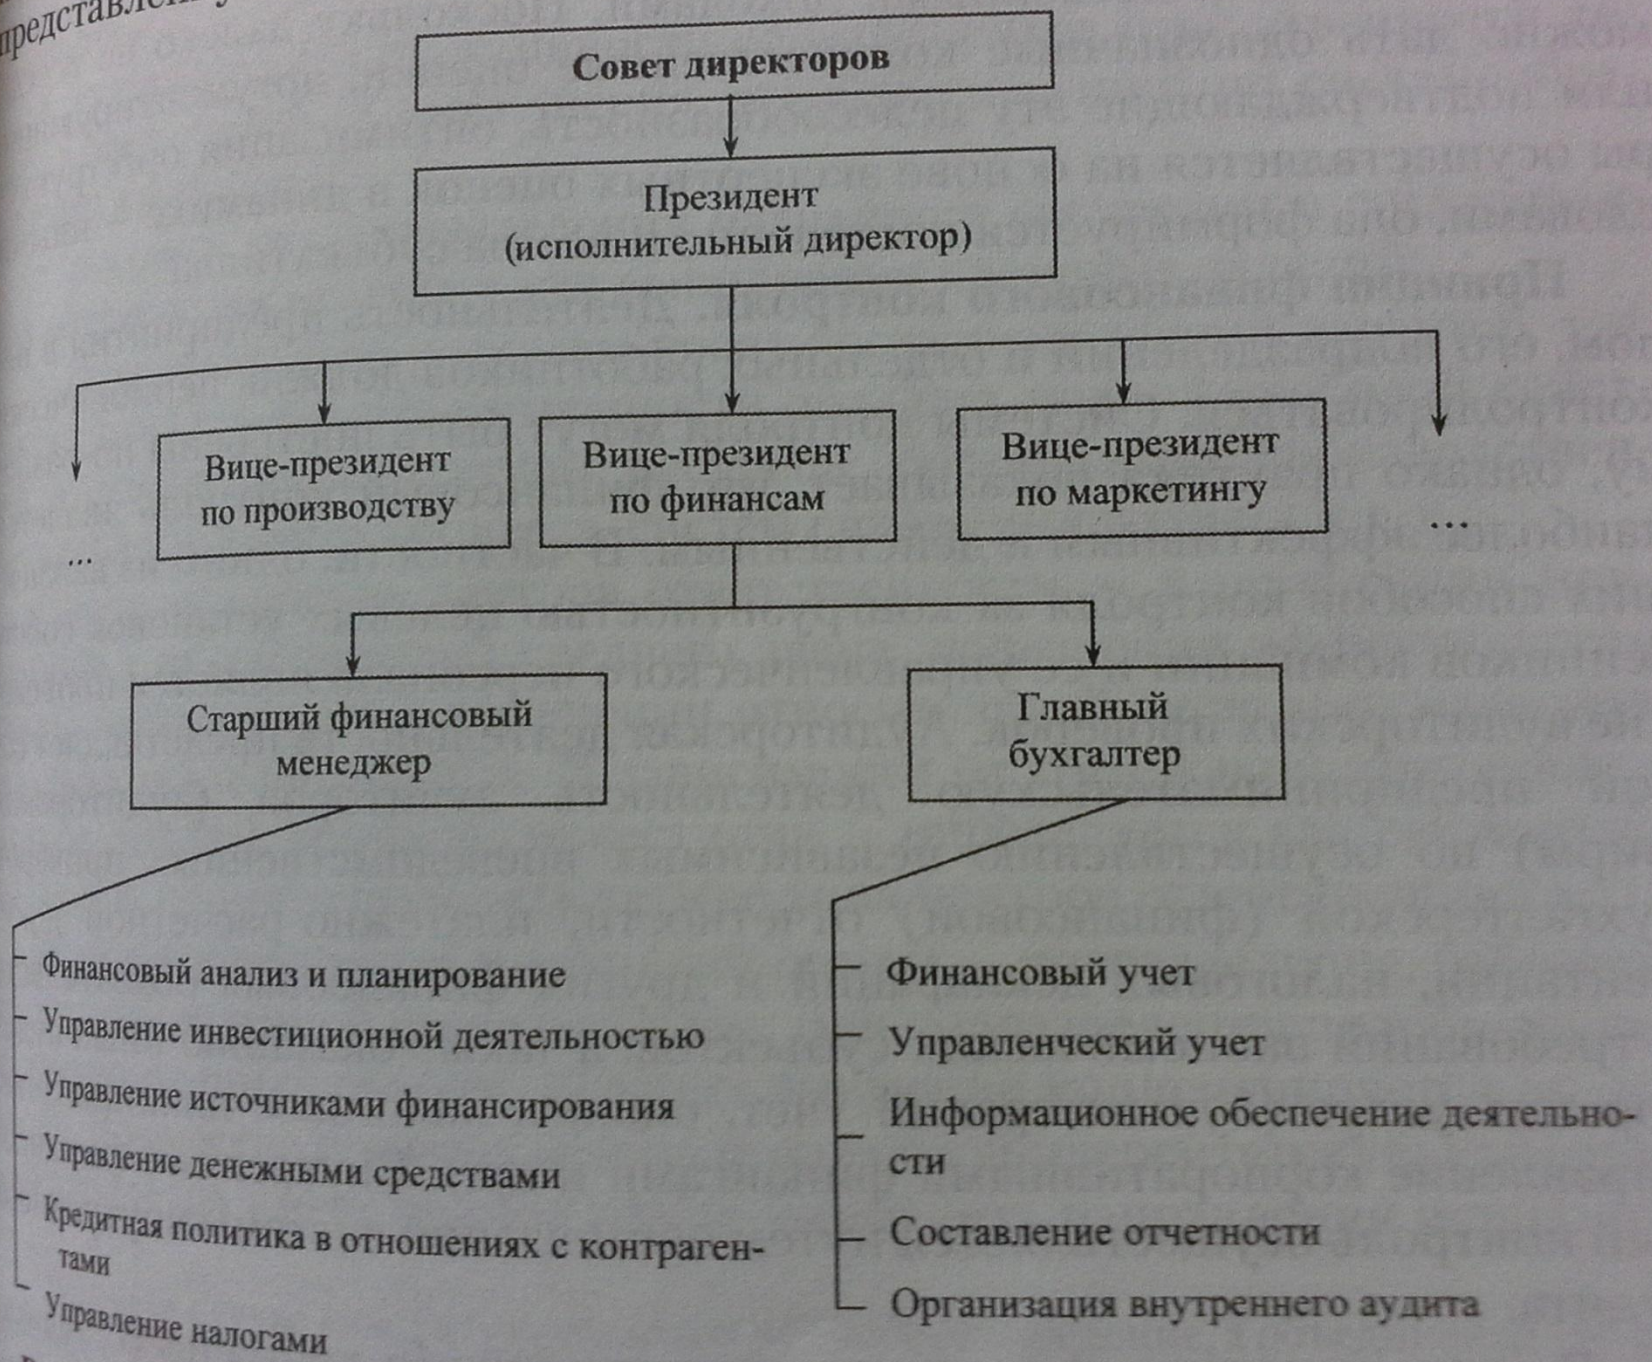 представлену
Совет директоров
Президент
(исполнительный директор)
Вице-президент
по производству
Вице-президент
по финансам
Вице-президент
по маркетингу
...
...
Старший финансовый
менеджер
Главный
бухгалтер
Финансовый анализ и планирование
Управление инвестиционной деятельностью
Управление источниками финансирования
Управление денежными средствами
Кредитная политика в отношениях с контраген-
тами
Управление налогами
Финансовый учет
Управленческий учет
Информационное обеспечение деятельно-
сти
Составление отчетности
Организация внутреннего аудита